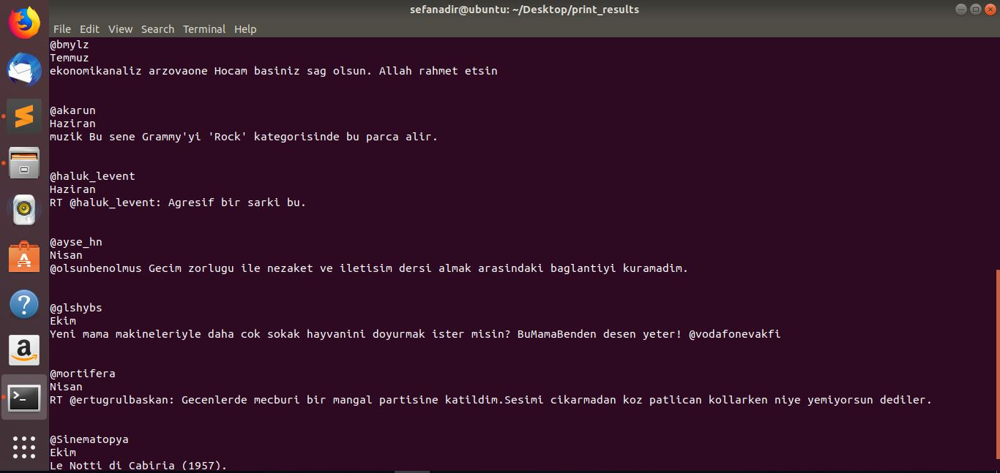 sefanadir@ubuntu: ~/Desktop/print_results
File Edit View Search Terminal Help
@bmylz
Temmuz
ekonomikanaliz arzovaone Hocam basiniz sag olsun. Allah rahmet etsin
@akarun
Haziran
muzik Bu sene Grammy'yi 'Rock' kategorisinde bu parca alir.
@haluk_levent
Haziran
RT @haluk_levent: Agresif bir sarki bu.
@ayse_hn
Nisan
@olsunbenolmus Gecim zorlugu ile nezaket ve iletisim dersi almak arasindaki baglantiyi kuramadim.
@glshybs
Ekim
Yeni mama makineleriyle daha cok sokak hayvanini doyurmak ister misin? BuMamaBenden desen yeter! @vodafonevakfi
@mortifera
Nisan
RT @ertugrulbaskan: Gecenlerde mecburi bir mangal partisine katildim.Sesimi cikarmadan koz patlican kollarken niye yemiyorsun dediler.
@Sinematopya
Ekim
Le Notti di Cabiria (1957).